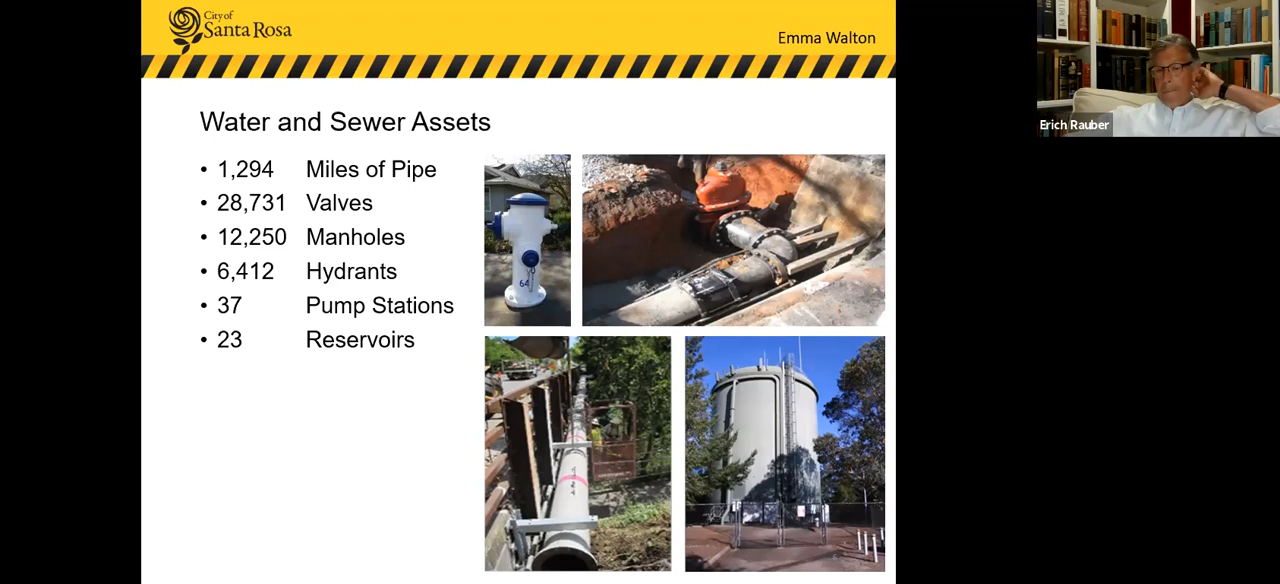 City of
Santa Rosa
Emma Walton
Water and Sewer Assets
• 1,294 Miles of Pipe
• 28,731 Valves
• 12,250 Manholes
• 6,412 Hydrants
• 37 Pump Stations
• 23 Reservoirs
64
Erich Rauber